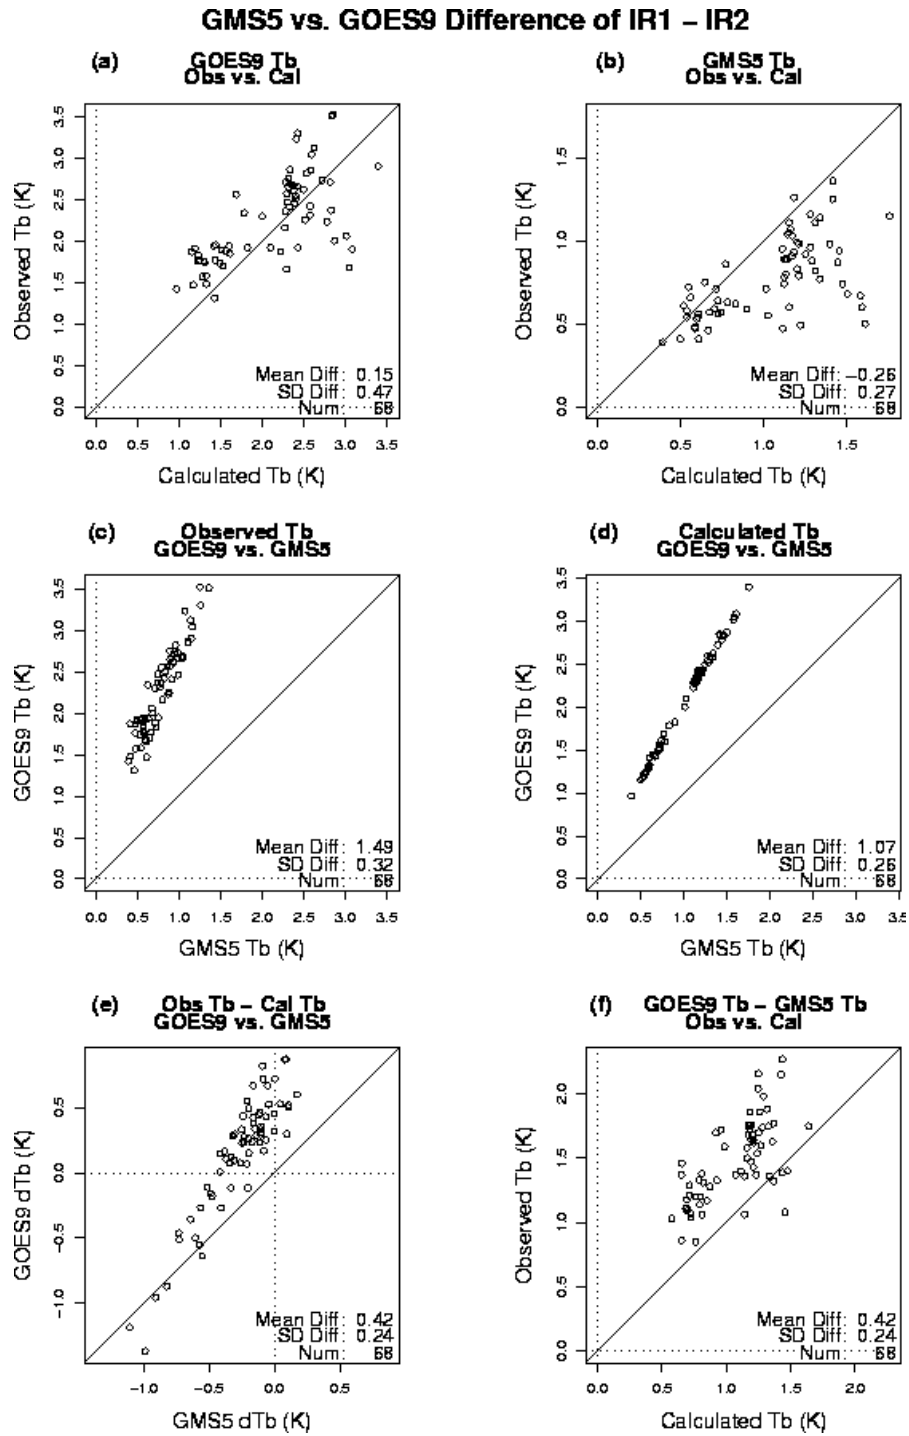 GMS5 vs. GOES9 Difference of IR1 – IR2
(a) GOES9 Tb
Obs vs. Cal
Observed Tb (K)
0.0 0.5 1.0 1.5 2.0 2.5 3.0 3.5
Mean Diff: 0.15
SD Diff: 0.47
Num: 68
0.0 0.5 1.0 1.5 2.0 2.5 3.0 3.5
Calculated Tb (K)
(b) GMS5 Tb
Obs vs. Cal
Observed Tb (K)
0.0 0.5 1.0 1.5
Mean Diff: –0.26
SD Diff: 0.27
Num: 68
0.0 0.5 1.0 1.5
Calculated Tb (K)
(c) Observed Tb
GOES9 vs. GMS5
GOES9 Tb (K)
0.0 0.5 1.0 1.5 2.0 2.5 3.0 3.5
Mean Diff: 1.49
SD Diff: 0.32
Num: 68
0.0 0.5 1.0 1.5 2.0 2.5 3.0 3.5
GMS5 Tb (K)
(d) Calculated Tb
GOES9 vs. GMS5
GOES9 Tb (K)
0.0 0.5 1.0 1.5 2.0 2.5 3.0 3.5
Mean Diff: 1.07
SD Diff: 0.26
Num: 68
0.0 0.5 1.0 1.5 2.0 2.5 3.0 3.5
GMS5 Tb (K)
(e) Obs Tb – Cal Tb
GOES9 vs. GMS5
GOES9 dTb (K)
–1.0 –0.5 0.0 0.5
Mean Diff: 0.42
SD Diff: 0.24
Num: 68
–1.0 –0.5 0.0 0.5
GMS5 dTb (K)
(f) GOES9 Tb – GMS5 Tb
Obs vs. Cal
Observed Tb (K)
0.0 0.5 1.0 1.5 2.0
Mean Diff: 0.42
SD Diff: 0.24
Num: 68
0.0 0.5 1.0 1.5 2.0
Calculated Tb (K)